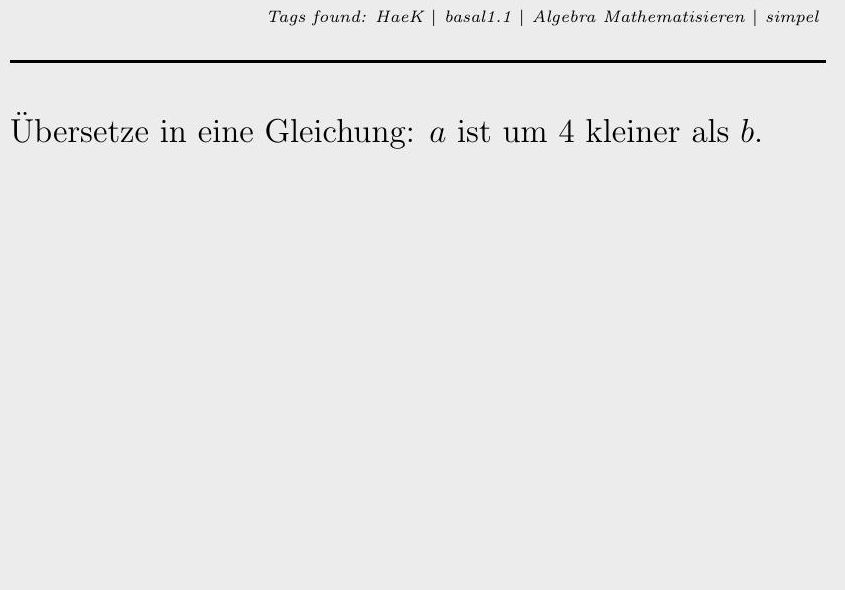 Tags found: HaeK | basal1.1 | Algebra Mathematisieren | simpel
Übersetze in eine Gleichung: a ist um 4 kleiner als b.